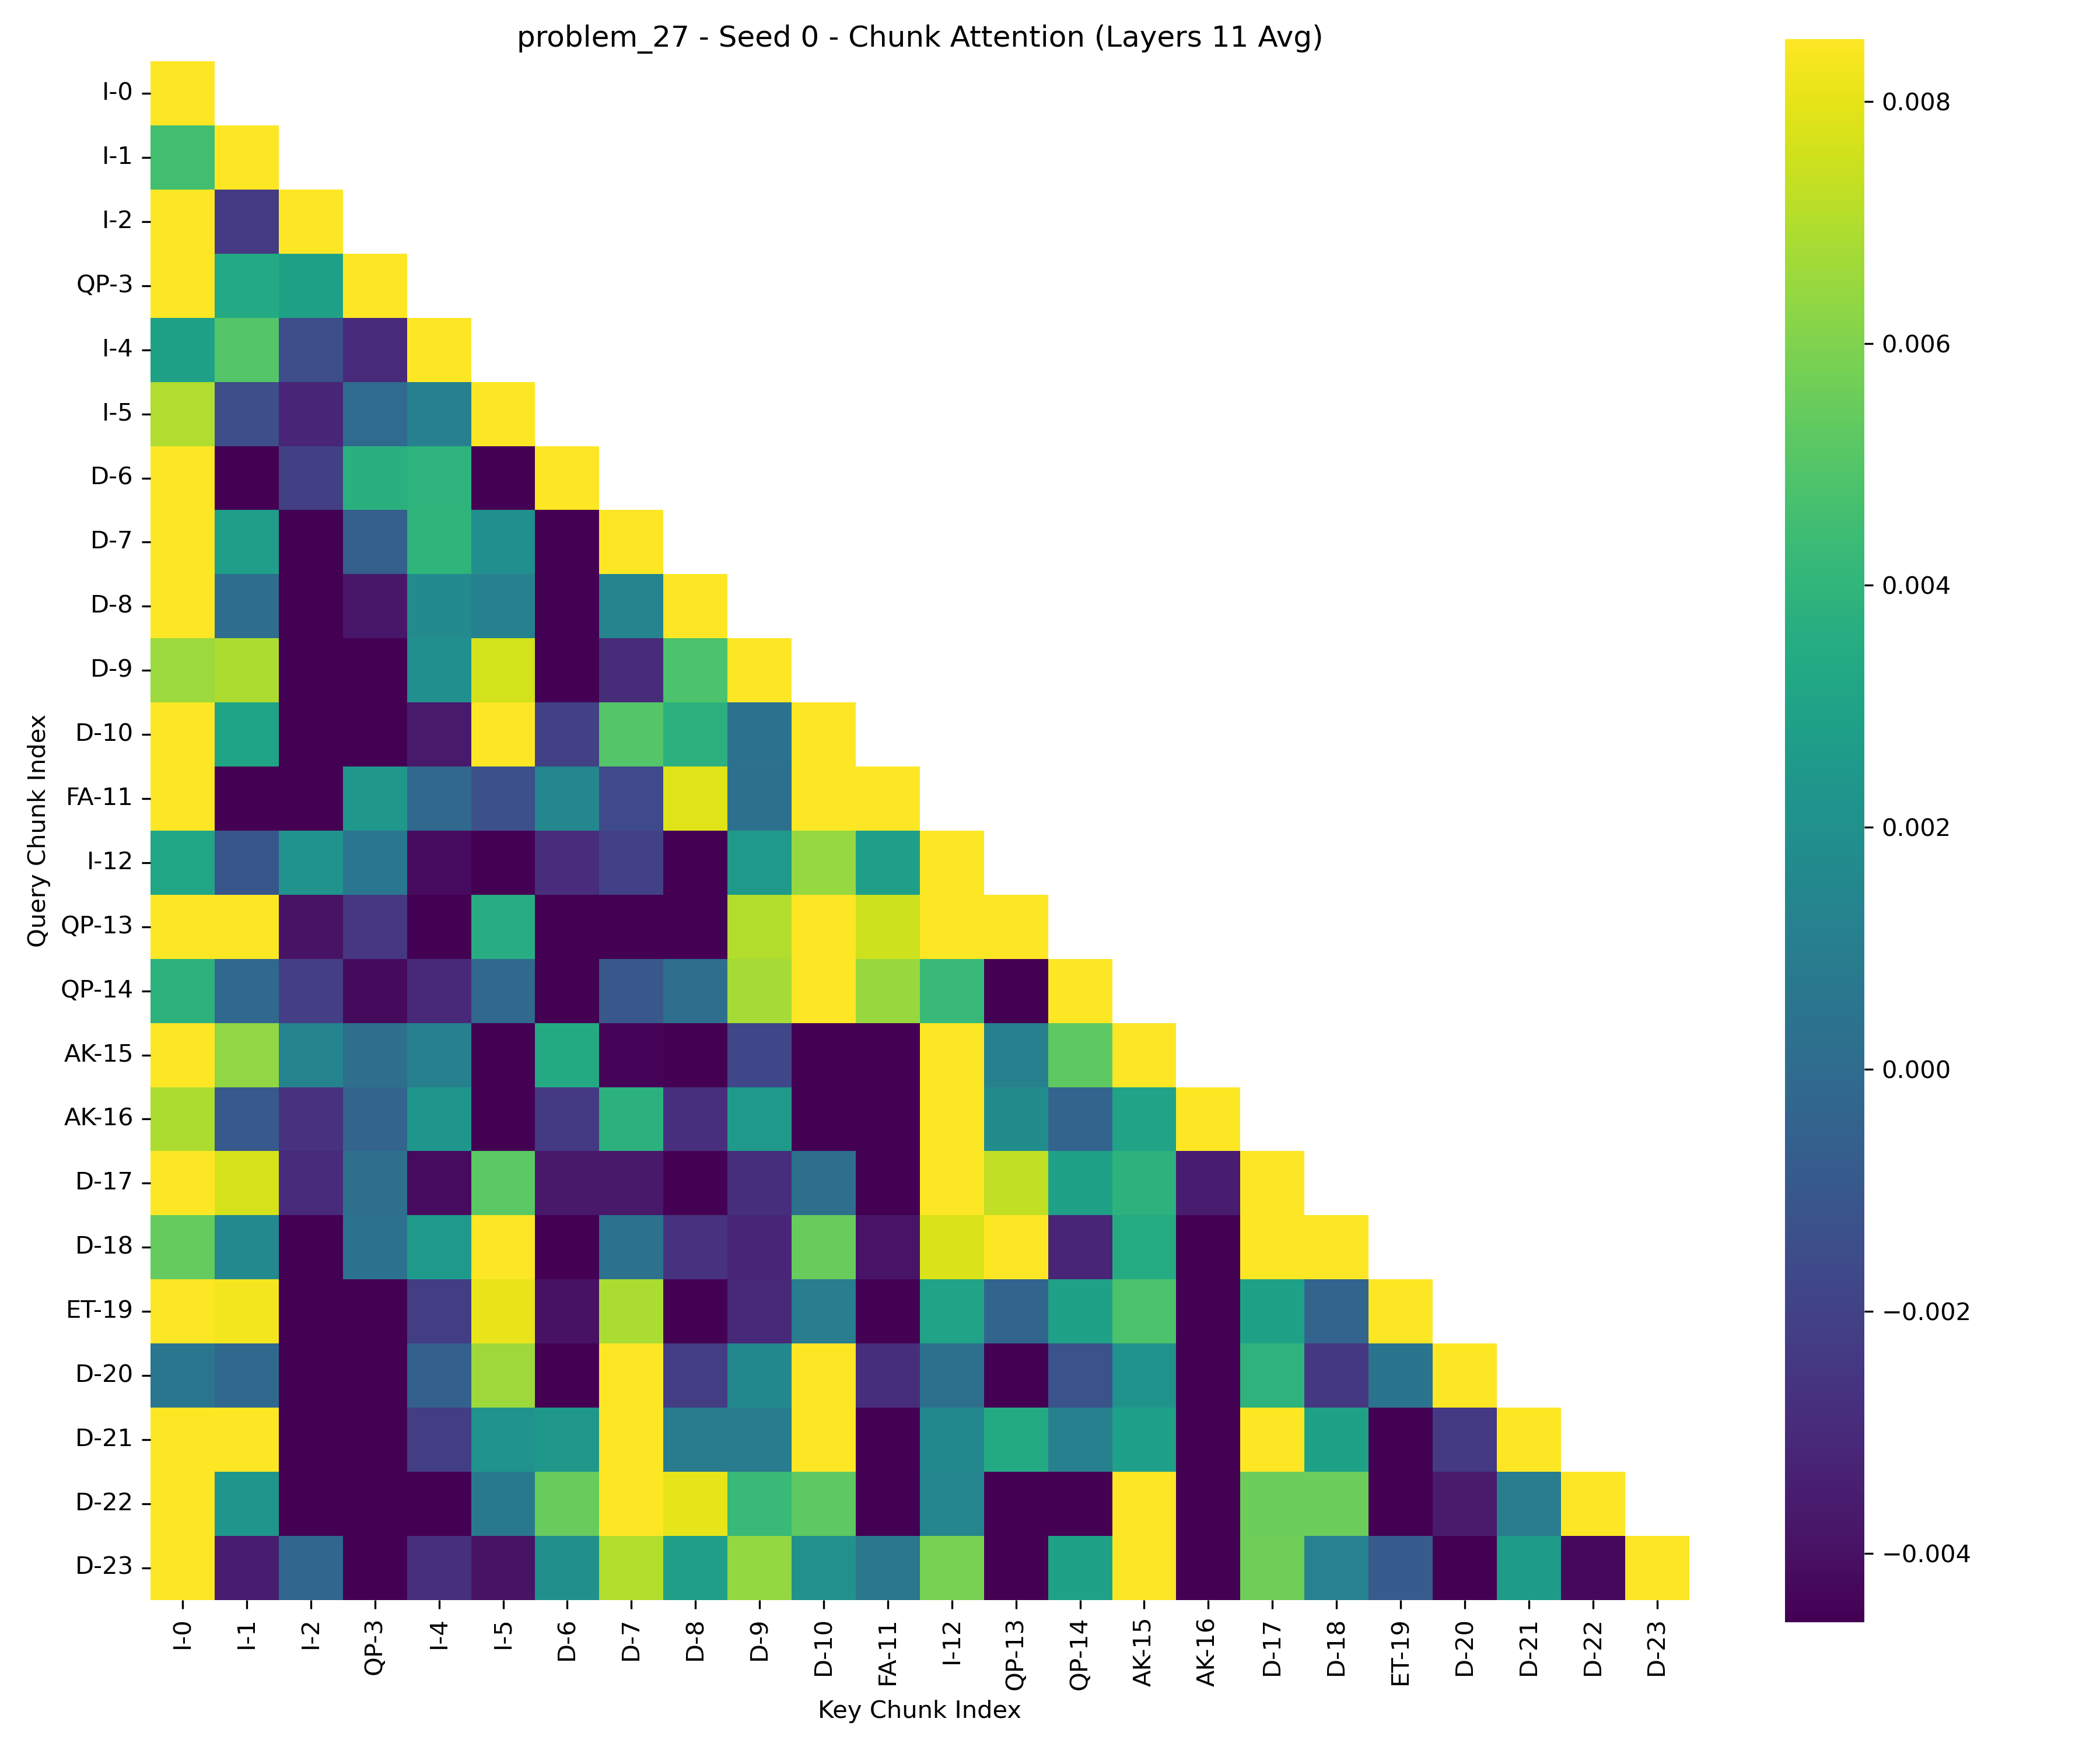 problem_27 - Seed 0 - Chunk Attention (Layers 11 Avg)
Query Chunk Index
I-0
I-1
I-2
QP-3
I-4
I-5
D-6
D-7
D-8
D-9
D-10
FA-11
I-12
QP-13
QP-14
AK-15
AK-16
D-17
D-18
ET-19
D-20
D-21
D-22
D-23
I-0 I-1 I-2 QP-3 I-4 I-5 D-6 D-7 D-8 D-9 D-10 FA-11 I-12 QP-13 QP-14 AK-15 AK-16 D-17 D-18 ET-19 D-20 D-21 D-22 D-23
Key Chunk Index
0.008
0.006
0.004
0.002
0.000
−0.002
−0.004